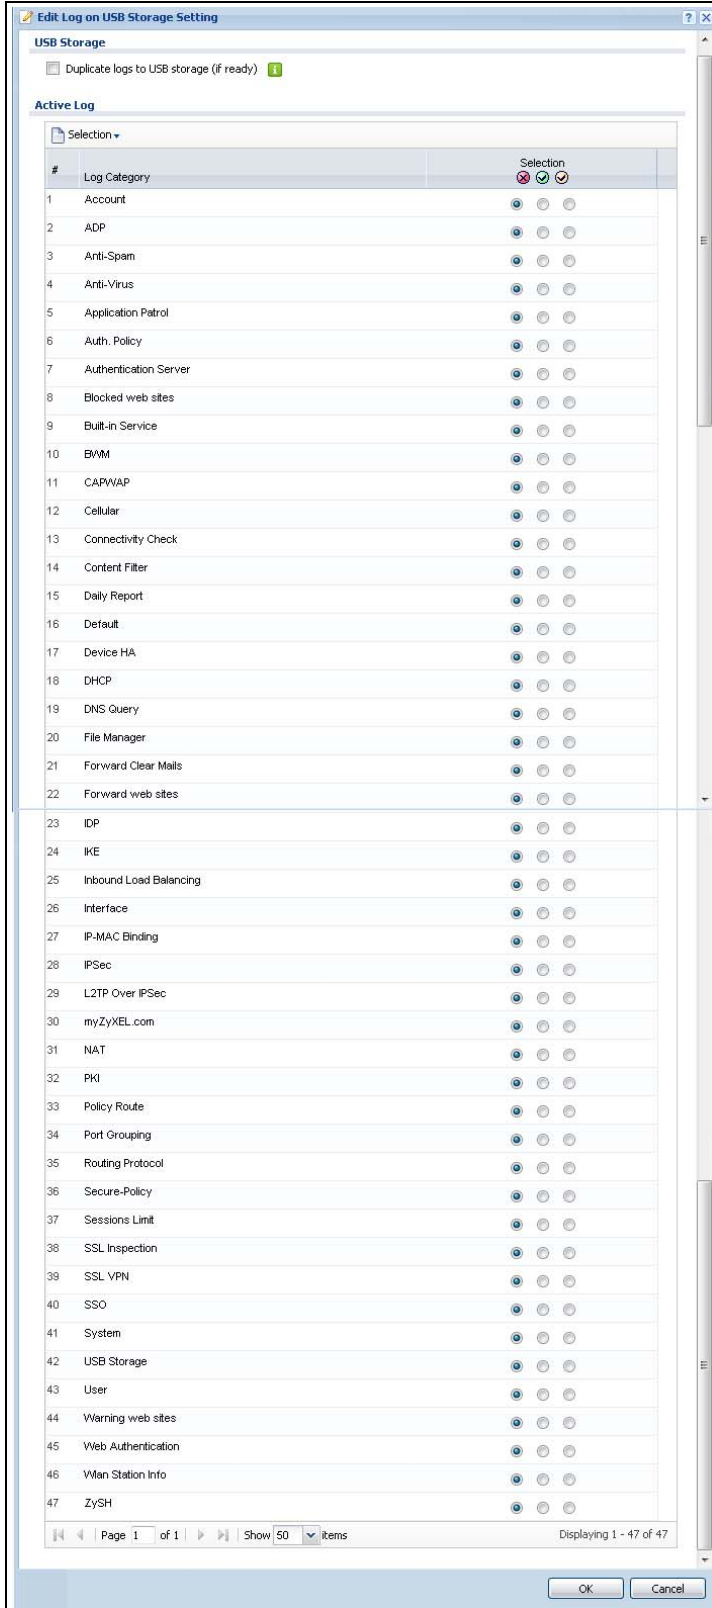 Edit Log on USB Storage Setting
USB Storage
Duplicate logs to USB storage (if ready)
Active Log
Selection
# Log Category Selection
1 Account
2 ADP
3 Anti-Spam
4 Anti-Virus
5 Application Patrol
6 Auth. Policy
7 Authentication Server
8 Blocked web sites
9 Built-in Service
10 BWM
11 CAPWAP
12 Cellular
13 Connectivity Check
14 Content Filter
15 Daily Report
16 Default
17 Device HA
18 DHCP
19 DNS Query
20 File Manager
21 Forward Clear Mails
22 Forward web sites
23 IDP
24 IKE
25 Inbound Load Balancing
26 Interface
27 IP-MAC Binding
28 IPSec
29 L2TP Over IPSec
30 myZyXEL.com
31 NAT
32 PKI
33 Policy Route
34 Port Grouping
35 Routing Protocol
36 Secure-Policy
37 Sessions Limit
38 SSL Inspection
39 SSL VPN
40 SSO
41 System
42 USB Storage
43 User
44 Warning web sites
45 Web Authentication
46 Wlan Station Info
47 ZySH
Page 1 of 1 Show 50 items Displaying 1 - 47 of 47
OK Cancel